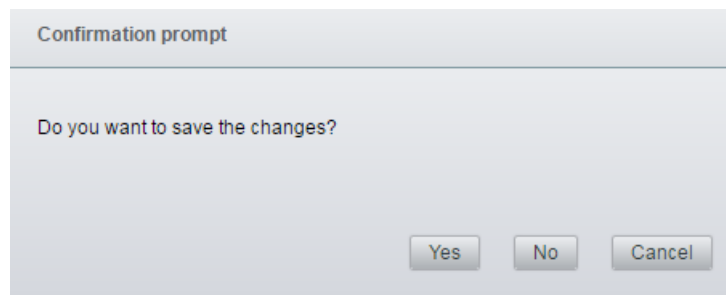 Confirmation prompt
Do you want to save the changes?
Yes No Cancel